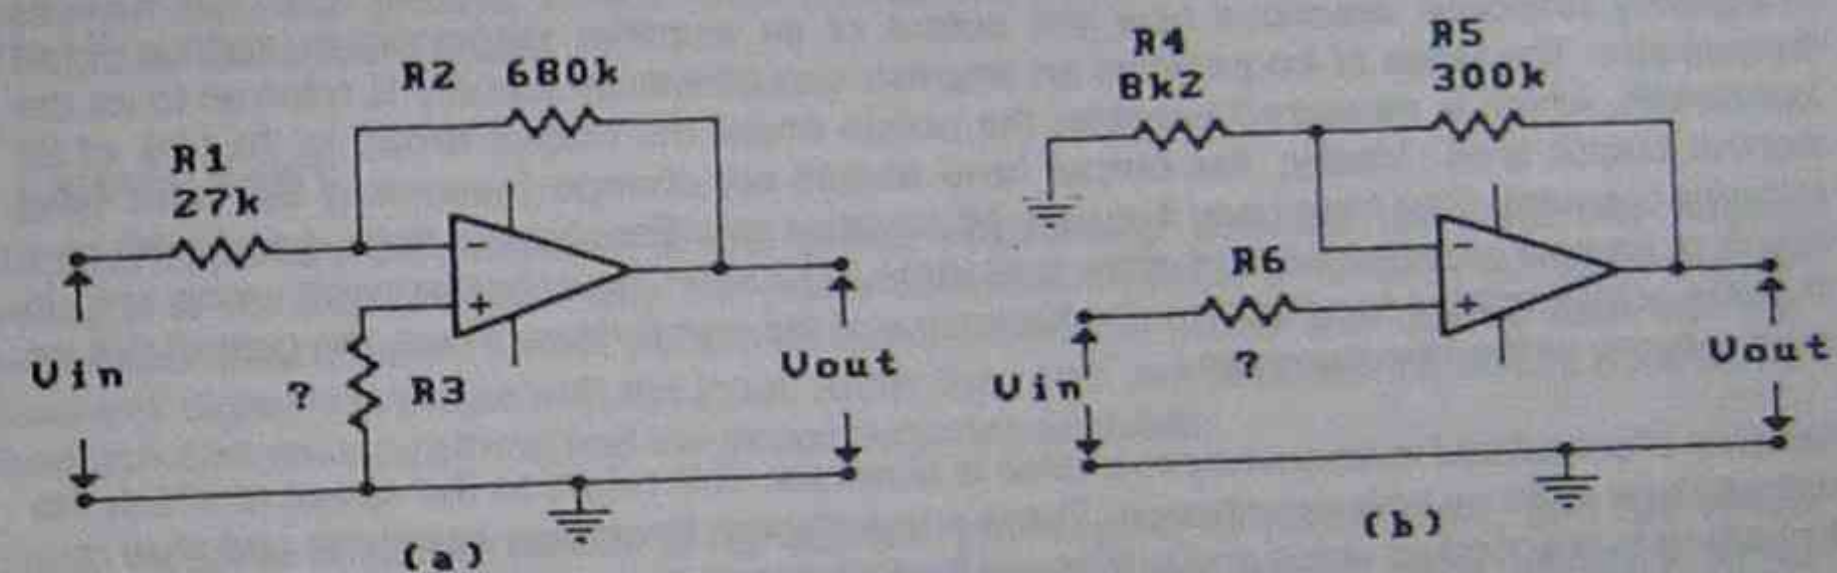 R2 680k
R1
27k
-
+
Vin
?
R3
Vout
(a)
R4
8k2
R5
300k
-
+
R6
?
Vin
Vout
(b)